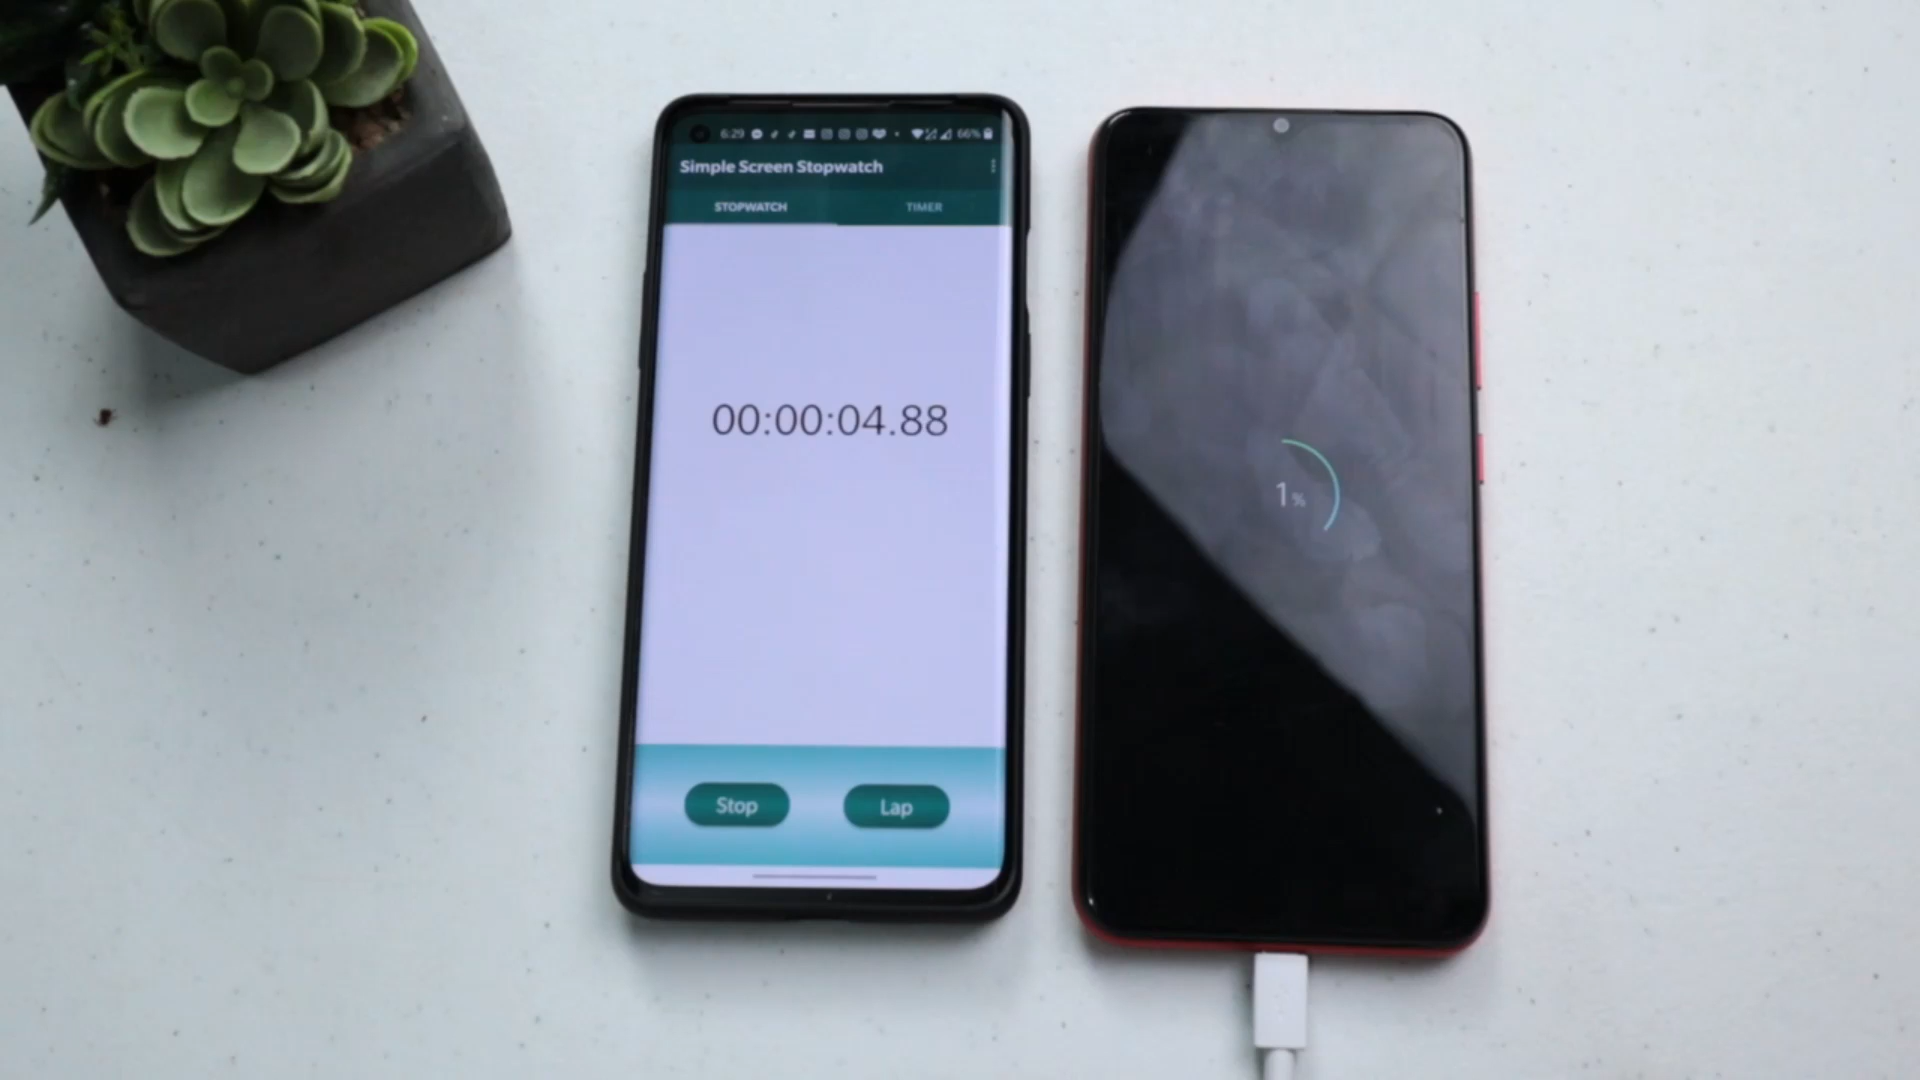 6:29 66%
Simple Screen Stopwatch
STOPWATCH TIMER
00:00:04.88
Stop Lap
1%